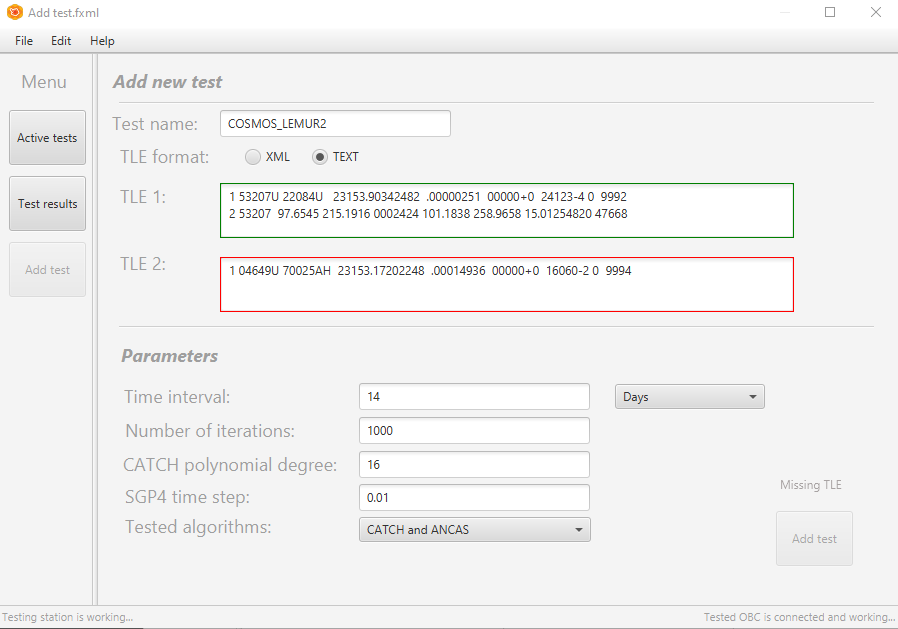 Add test.fxml
File Edit Help
Menu
Active tests
Test results
Add test
Add new test
Test name: COSMOS_LEMUR2
TLE format: XML TEXT
TLE 1:
1 53207U 22084U   23153.90342482  .00000251  00000+0  24123-4 0  9992
2 53207  97.6545 215.1916 0002424 101.1838 258.9658 15.01254820 47668
TLE 2:
1 04649U 70025AH  23153.17202248  .00014936  00000+0  16060-2 0  9994
Parameters
Time interval: 14 Days
Number of iterations: 1000
CATCH polynomial degree: 16
SGP4 time step: 0.01
Tested algorithms: CATCH and ANCAS
Missing TLE
Add test
Testing station is working...
Tested OBC is connected and working...